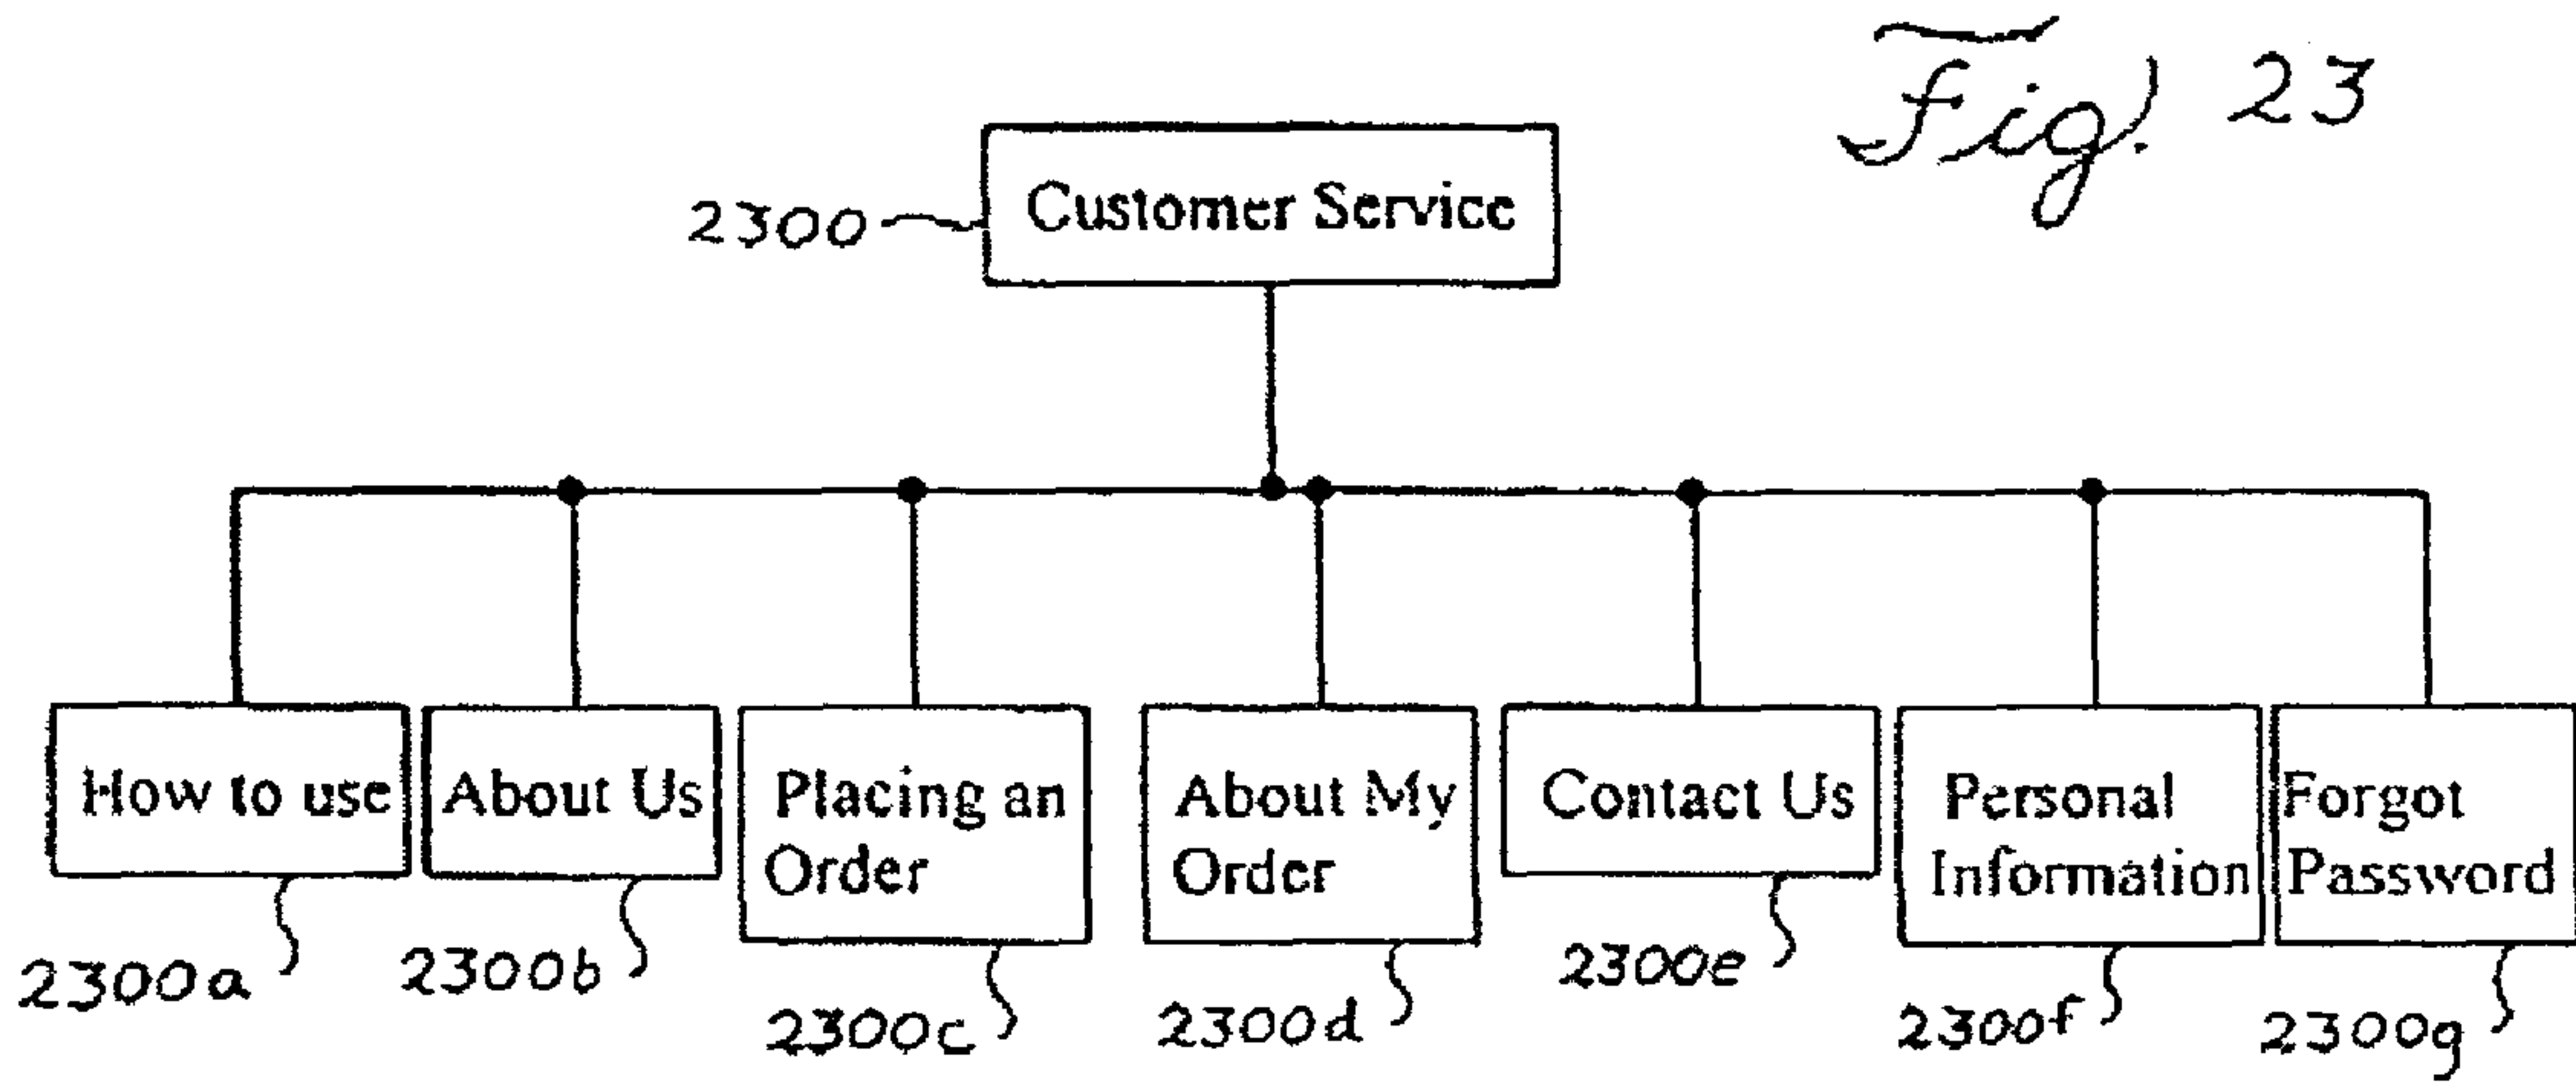 Fig. 23
Customer Service
2300
How to use
About Us
Placing an
Order
About My
Order
Contact Us
Personal
Information
Forgot
Password
2300a
2300b
2300c
2300d
2300e
2300f
2300g